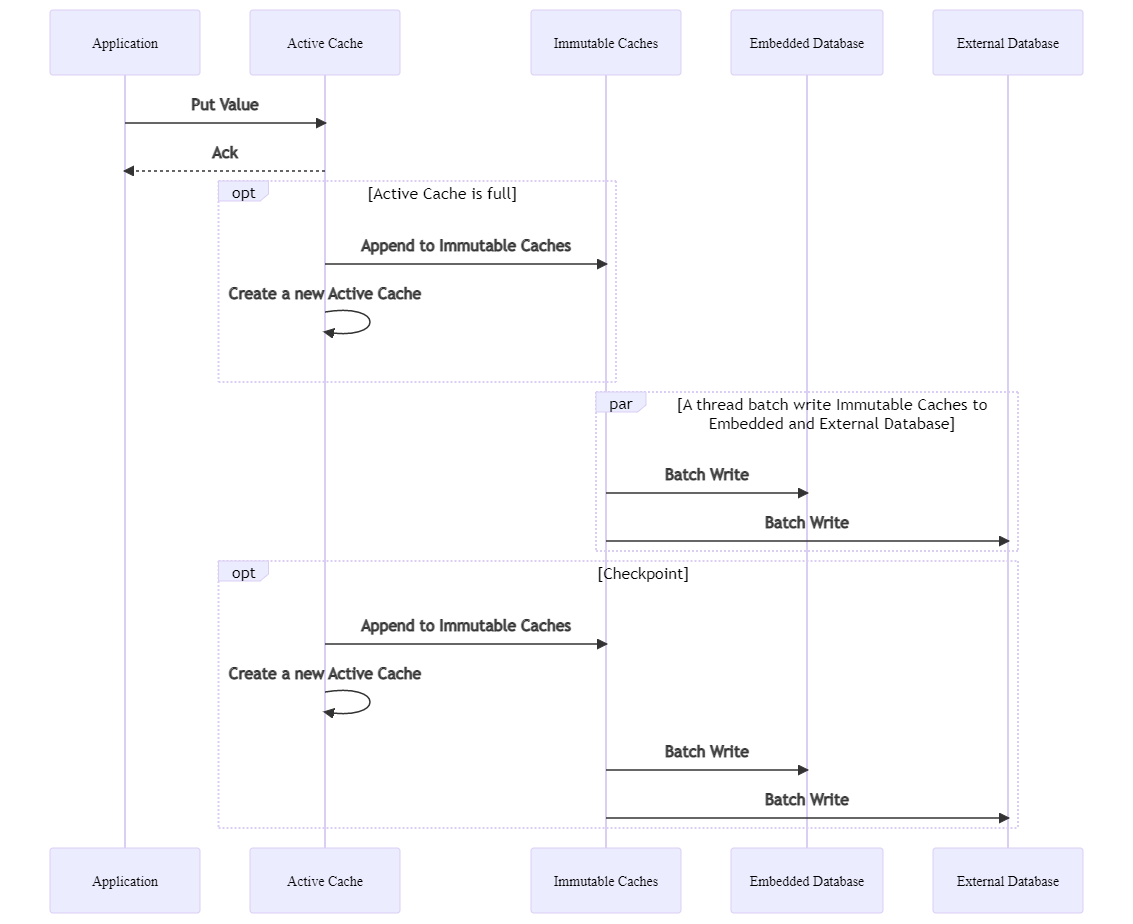 Application
Active Cache
Immutable Caches
Embedded Database
External Database
Put Value
Ack
opt
[Active Cache is full]
Append to Immutable Caches
Create a new Active Cache
par
[A thread batch write Immutable Caches to
Embedded and External Database]
Batch Write
Batch Write
opt
[Checkpoint]
Append to Immutable Caches
Create a new Active Cache
Batch Write
Batch Write
Application
Active Cache
Immutable Caches
Embedded Database
External Database